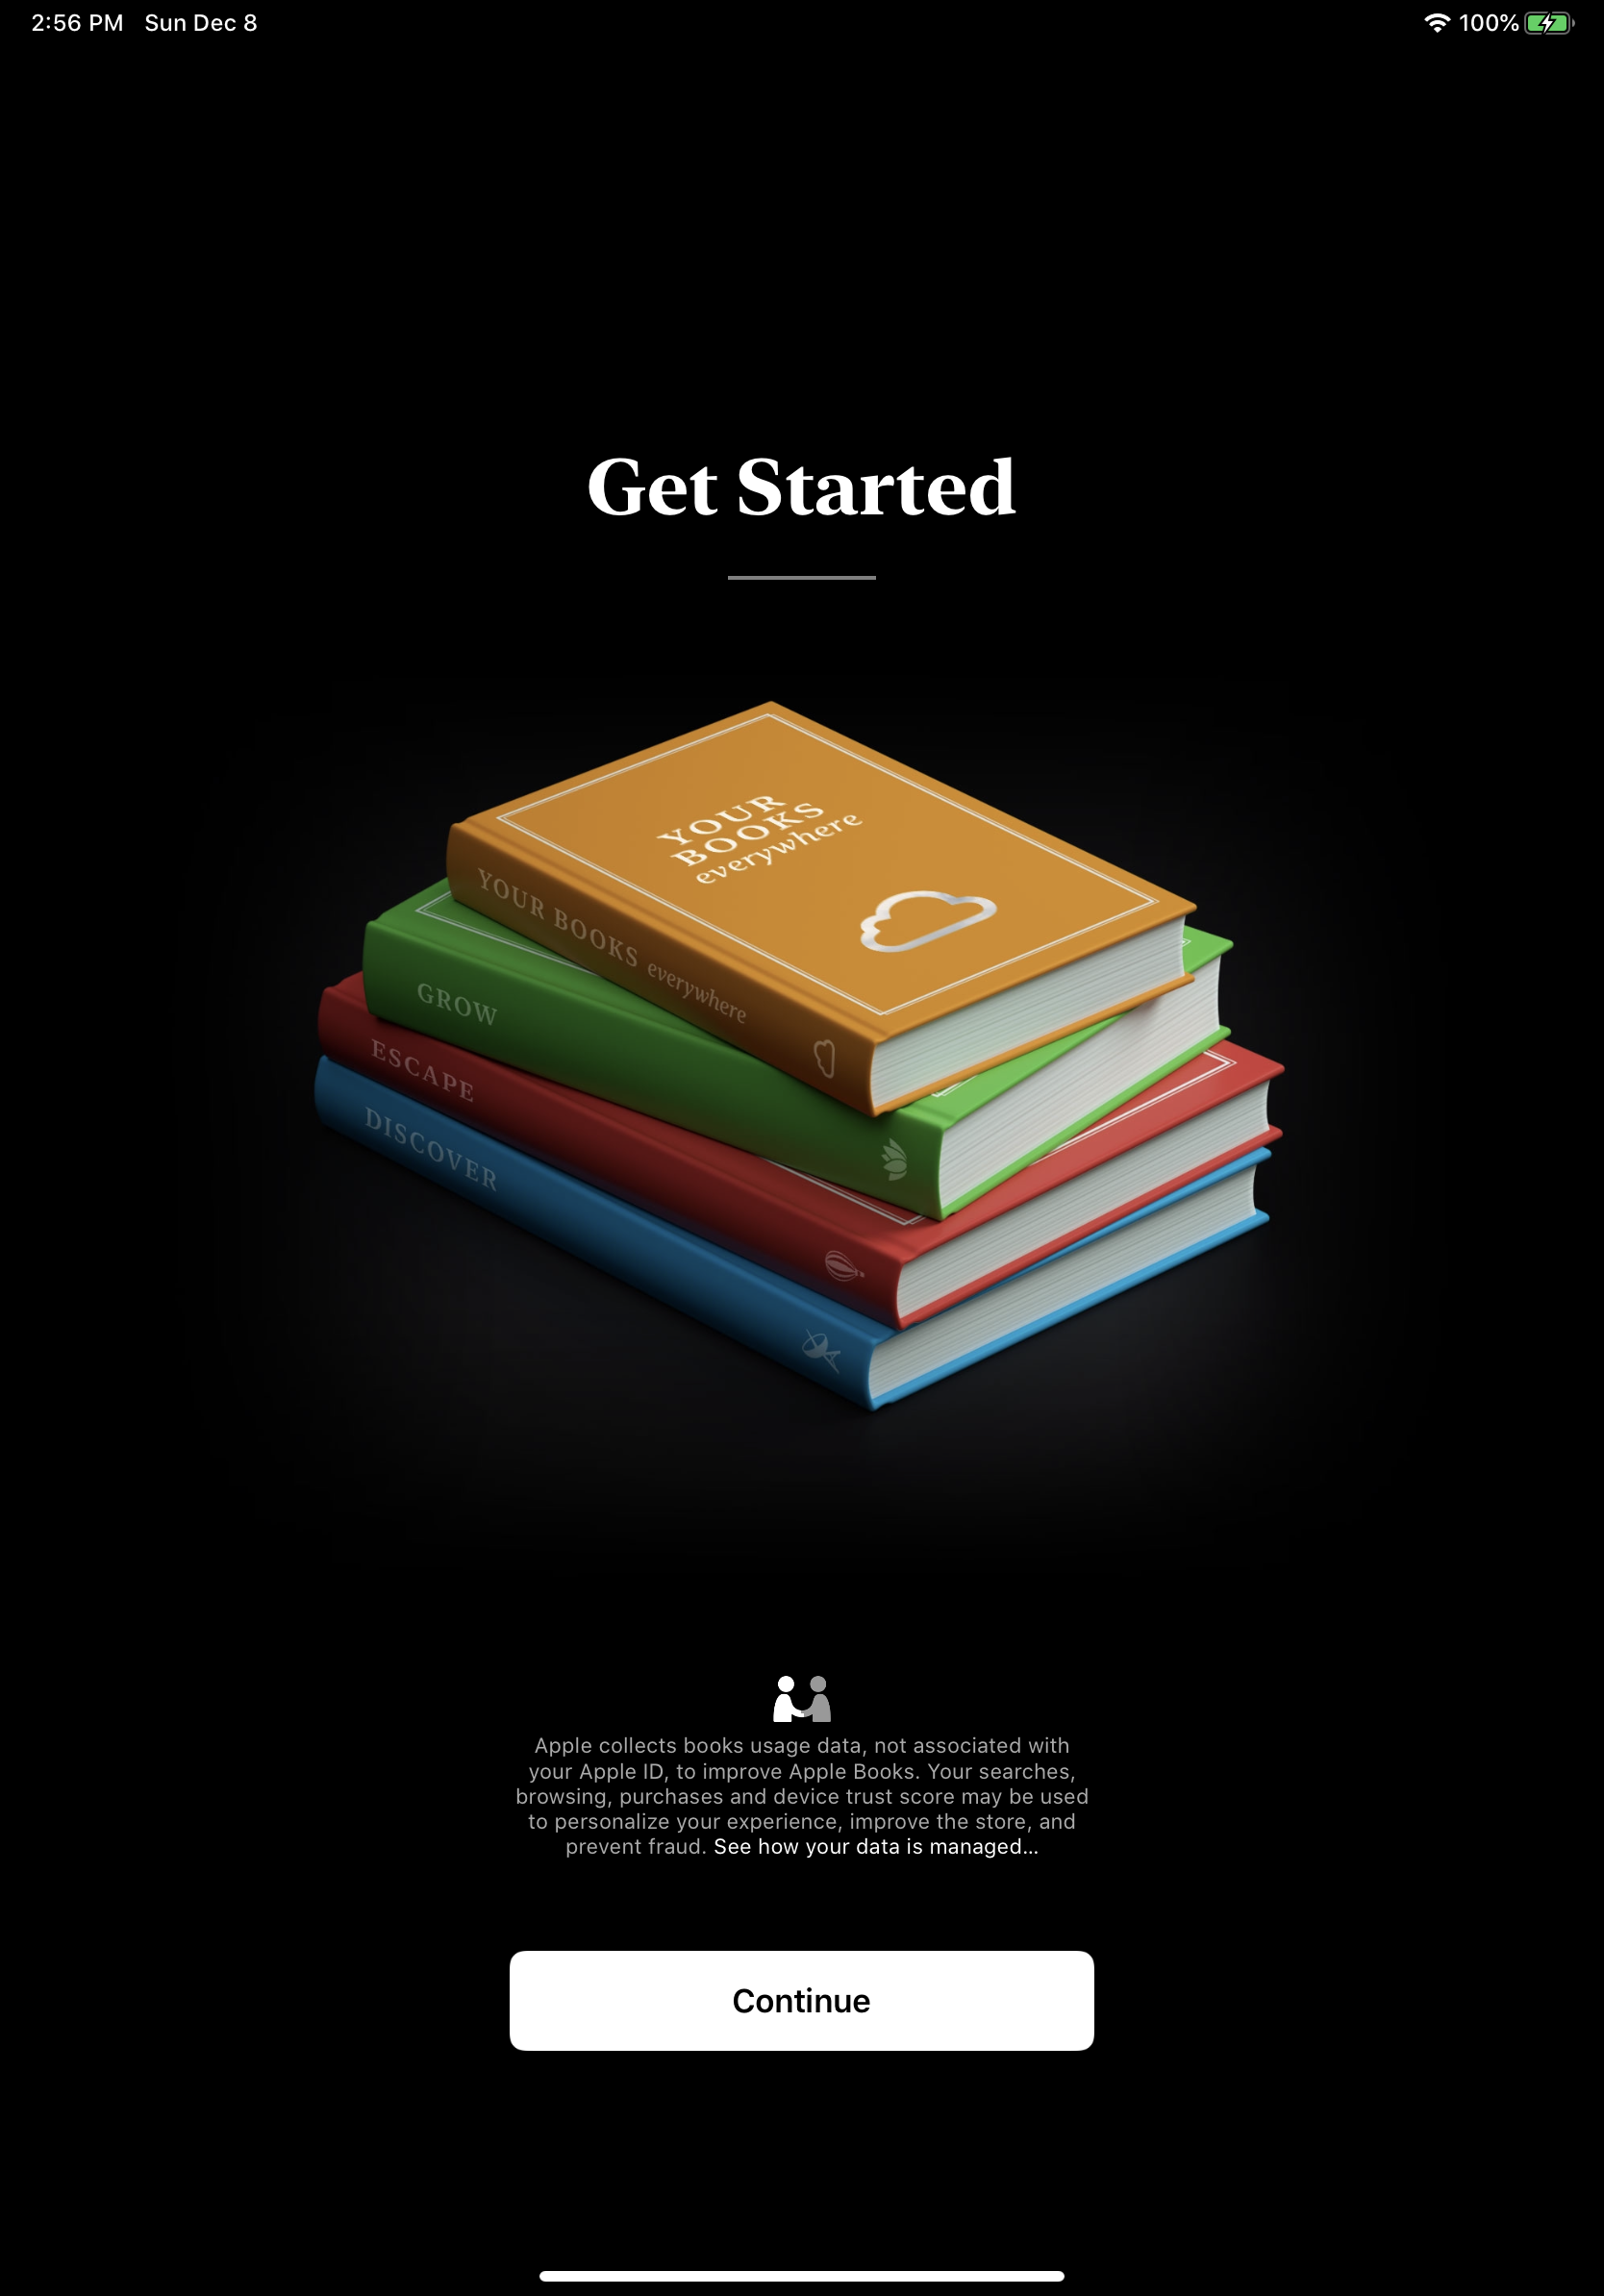 2:56 PM Sun Dec 8
100%
Get Started
YOUR
BOOKS
everywhere
YOUR BOOKS everywhere
GROW
ESCAPE
DISCOVER
Apple collects books usage data, not associated with
your Apple ID, to improve Apple Books. Your searches,
browsing, purchases and device trust score may be used
to personalize your experience, improve the store, and
prevent fraud. See how your data is managed...
Continue